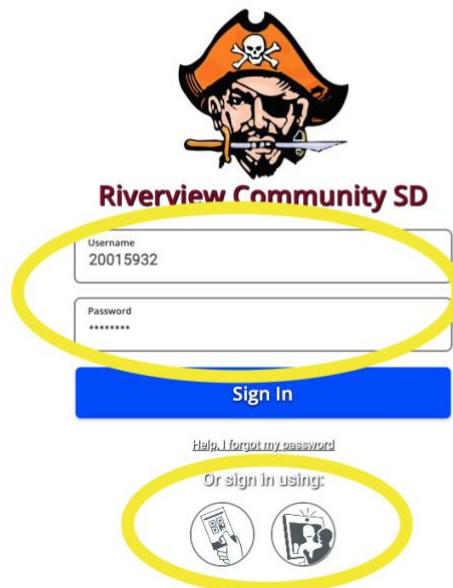 Riverview Community SD
Username
20015932
Password
••••••••
Sign In
Help, I forgot my password
Or sign in using: